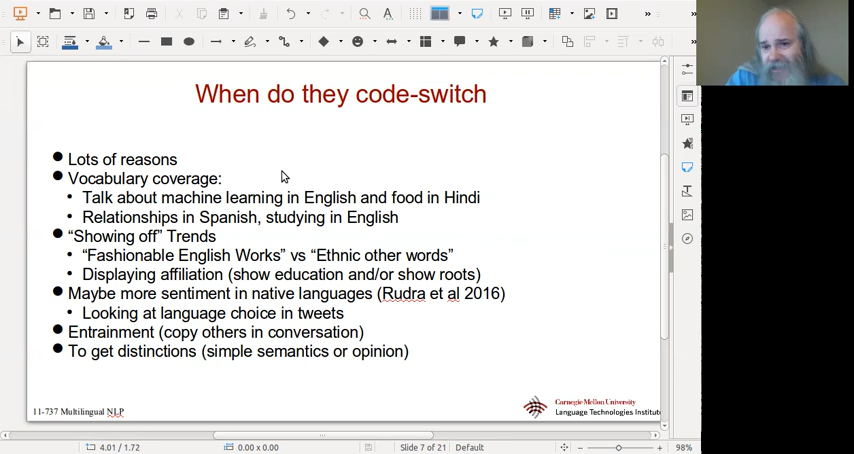 When do they code-switch
Lots of reasons
Vocabulary coverage:
Talk about machine learning in English and food in Hindi
Relationships in Spanish, studying in English
“Showing off” Trends
“Fashionable English Works” vs “Ethnic other words”
Displaying affiliation (show education and/or show roots)
Maybe more sentiment in native languages (Rudra et al 2016)
Looking at language choice in tweets
Entrainment (copy others in conversation)
To get distinctions (simple semantics or opinion)
11-737 Multilingual NLP
Carnegie Mellon University
Language Technologies Institute
4.01 / 1.72
0.00 x 0.00
Slide 7 of 21
Default
98%